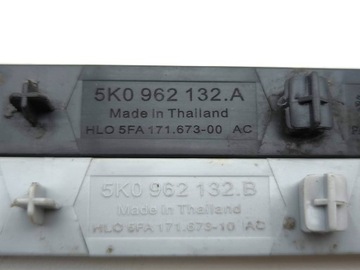 5K0 962 132.A
Made in Thailand
HLO 5FA 171.673-00 AC
5K0 962 132.B
Made in Thailand
HLO 5FA 171.673-10 AC